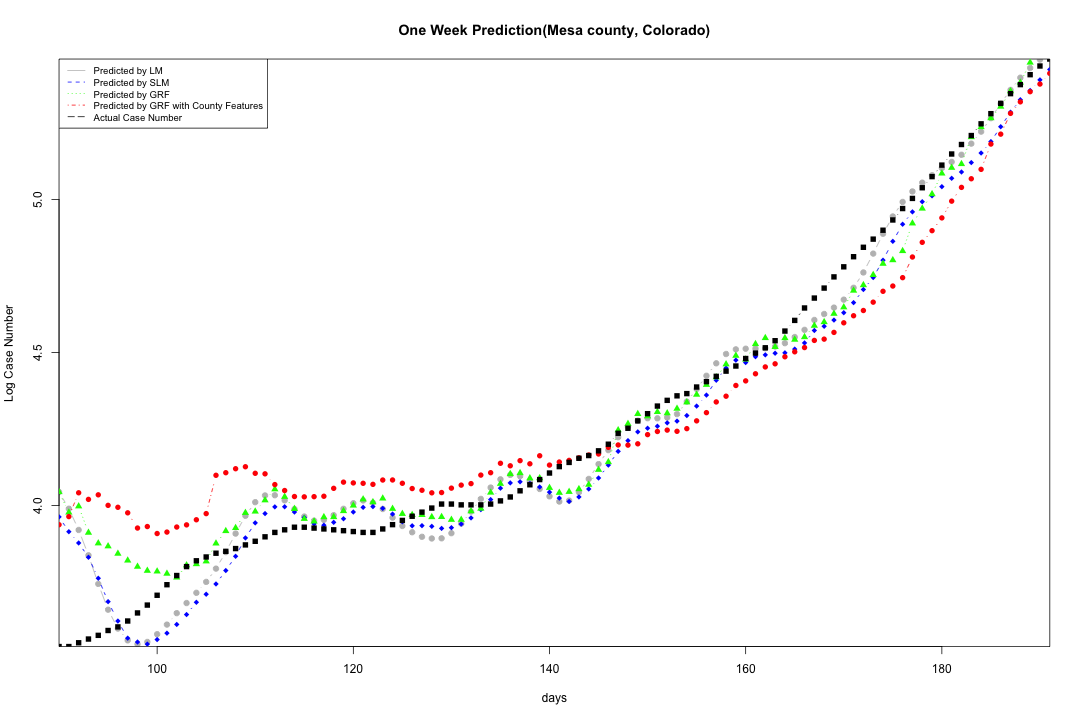 One Week Prediction(Mesa county, Colorado)
Predicted by LM
Predicted by SLM
Predicted by GRF
Predicted by GRF with County Features
Actual Case Number
Log Case Number
5.0
4.5
4.0
100 120 140 160 180
days